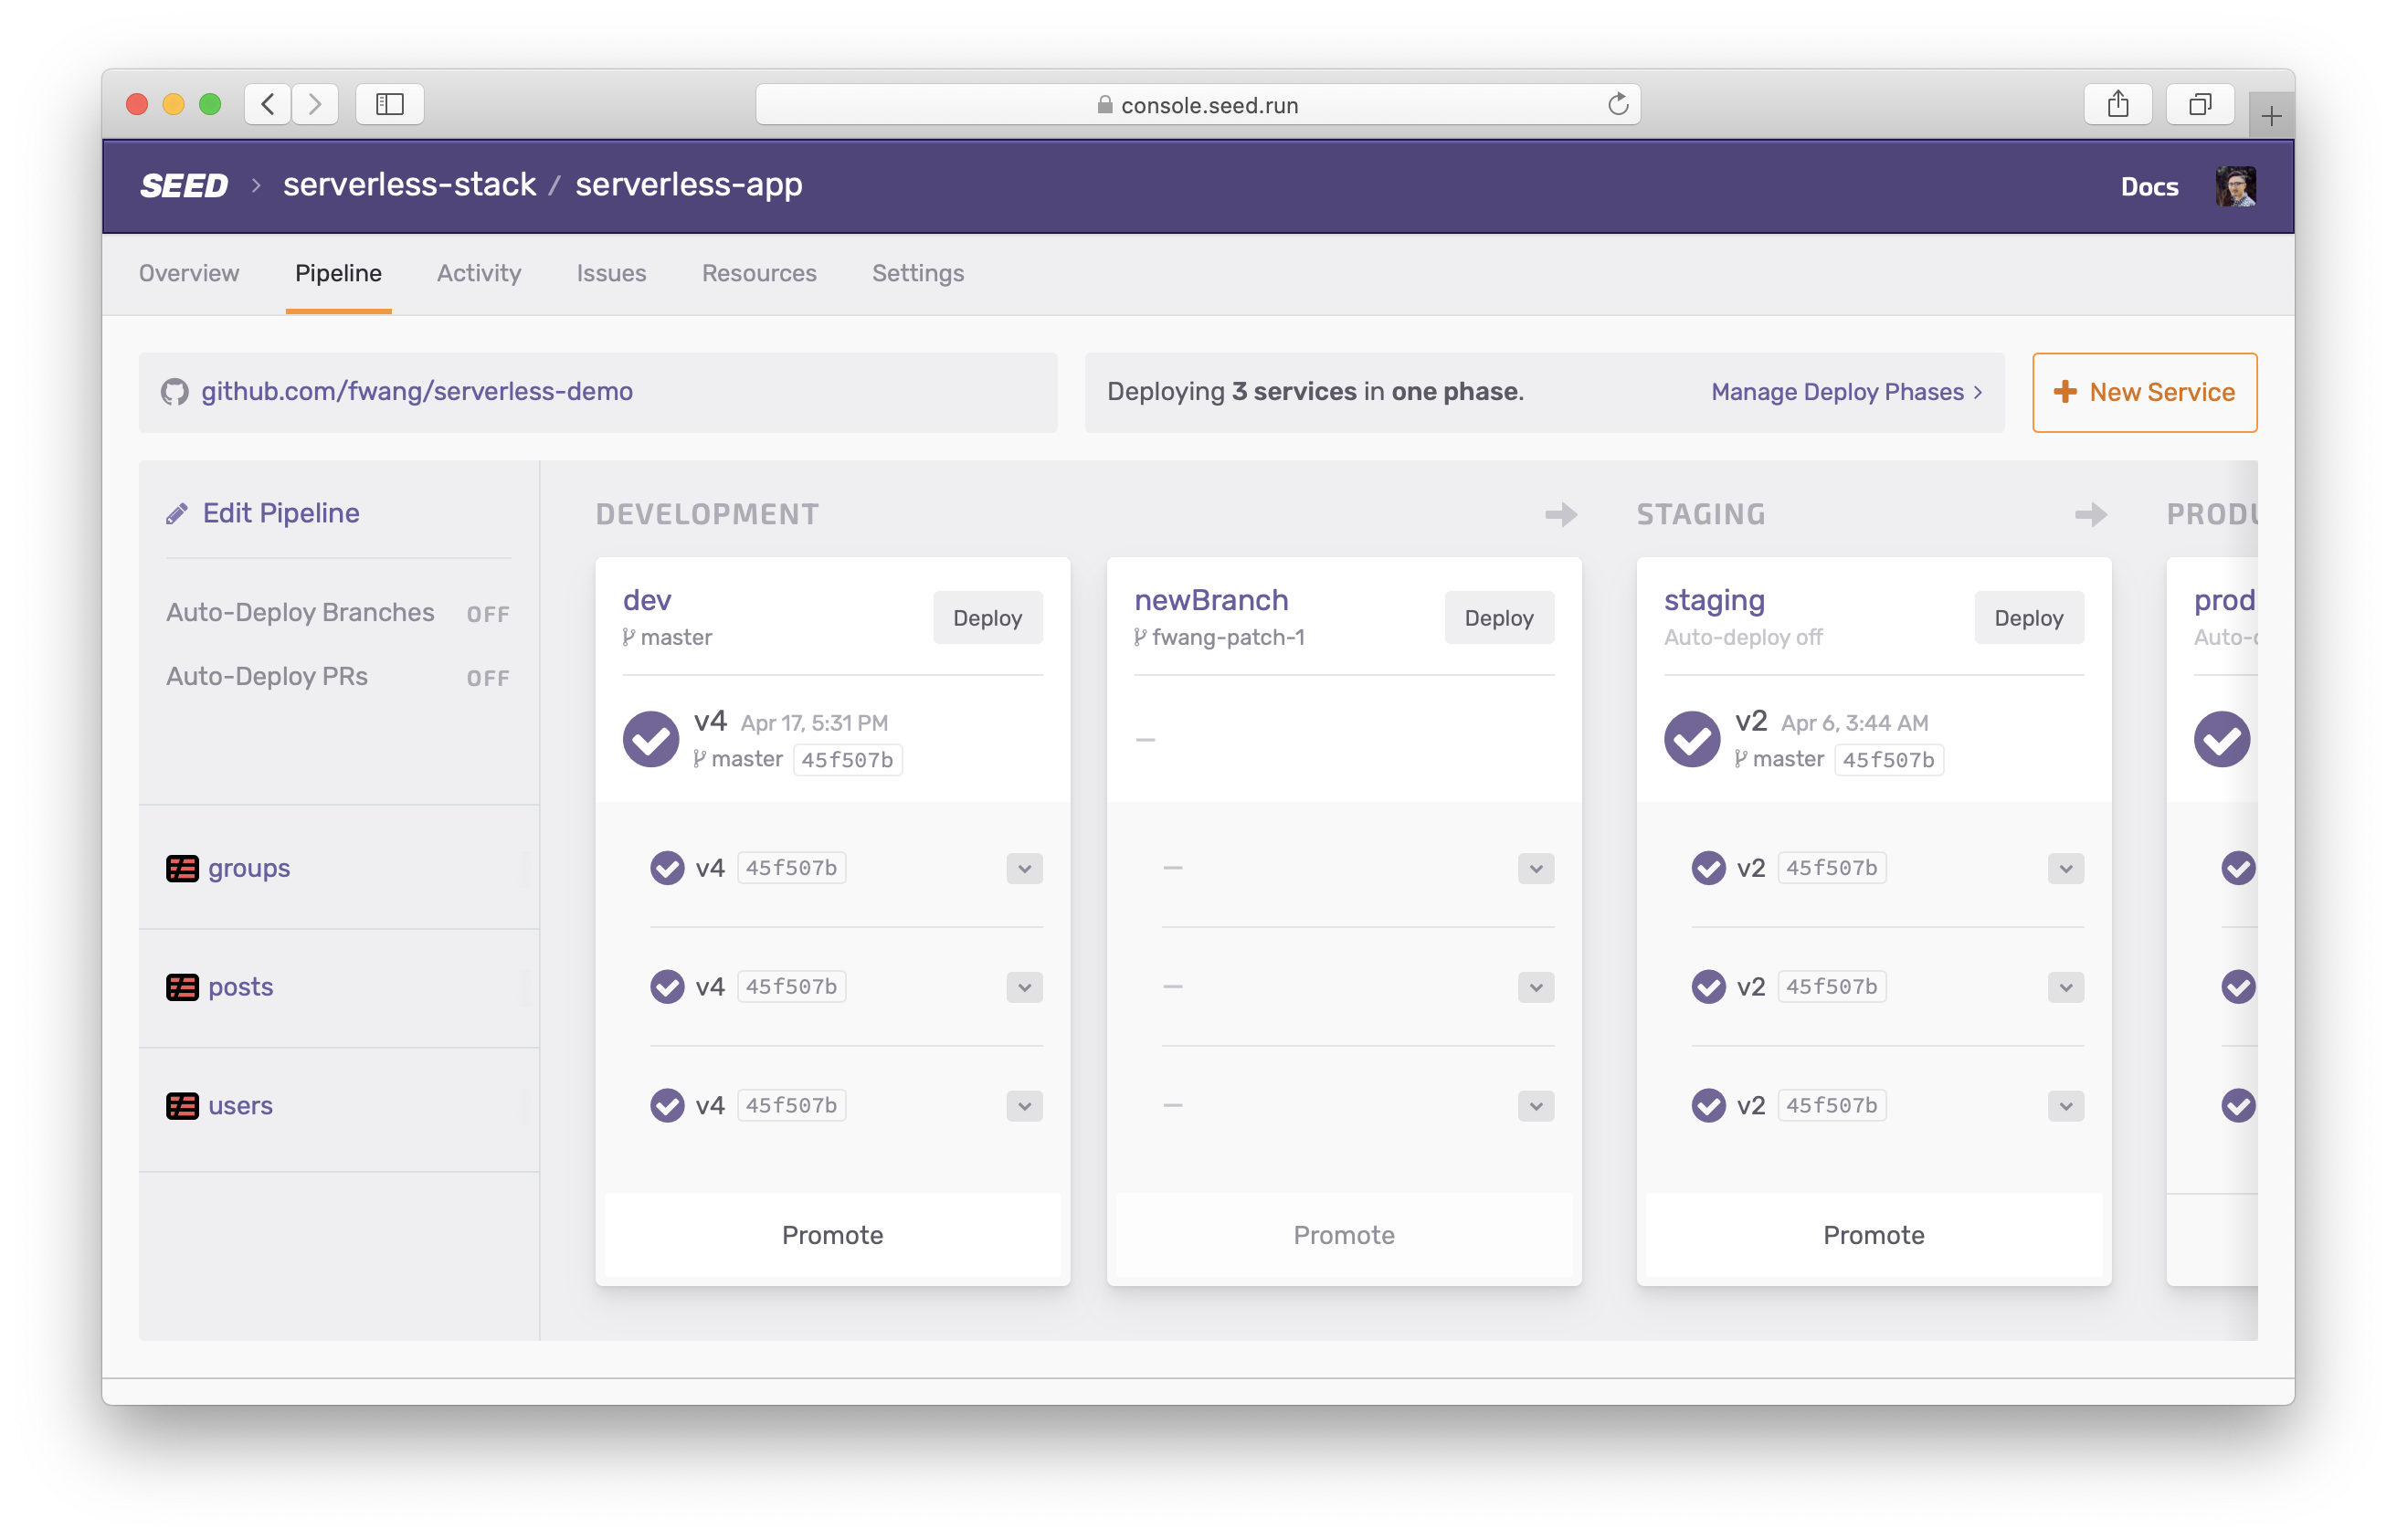 console.seed.run
SEED > serverless-stack / serverless-app
Docs
Overview Pipeline Activity Issues Resources Settings
github.com/fwang/serverless-demo
Deploying 3 services in one phase.
Manage Deploy Phases >
+ New Service
Edit Pipeline
Auto-Deploy Branches OFF
Auto-Deploy PRs OFF
groups
posts
users
DEVELOPMENT
dev
master
Deploy
v4 Apr 17, 5:31 PM
master 45f507b
v4 45f507b
v4 45f507b
v4 45f507b
Promote
newBranch
fwang-patch-1
Deploy
—
—
—
—
Promote
STAGING
staging
Auto-deploy off
Deploy
v2 Apr 6, 3:44 AM
master 45f507b
v2 45f507b
v2 45f507b
v2 45f507b
Promote
PRODU
prod
Auto-